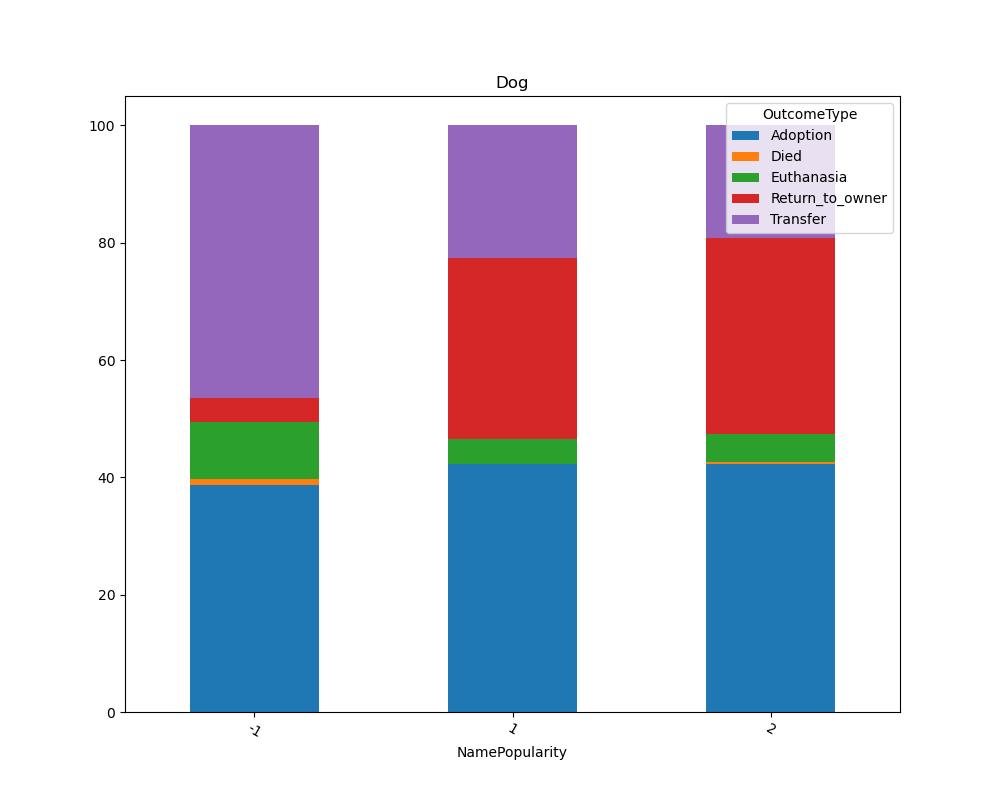 Dog
OutcomeType
Adoption
Died
Euthanasia
Return_to_owner
Transfer
100
80
60
40
20
0
-1
1
2
NamePopularity